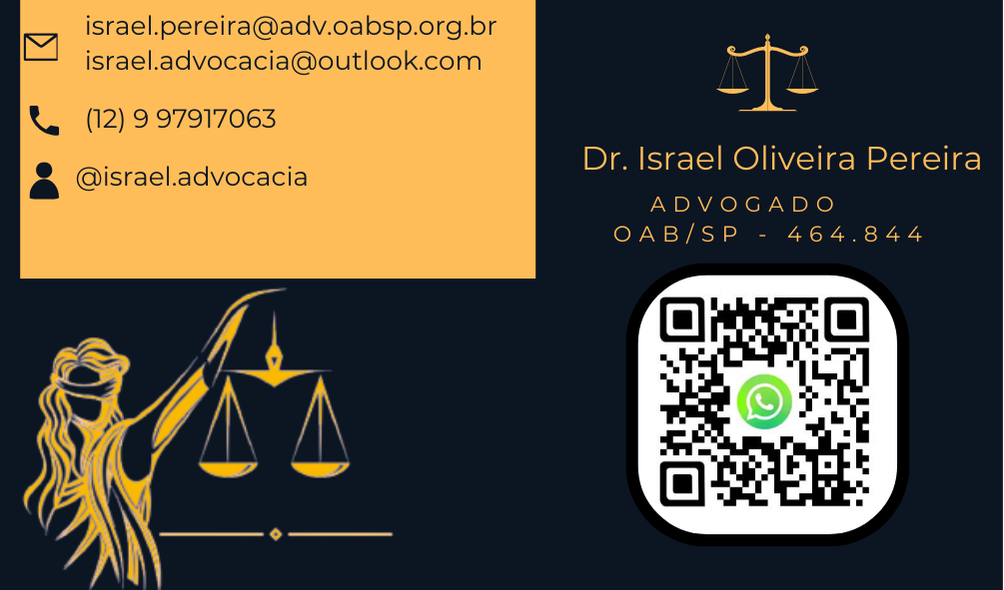 israel.pereira@adv.oabsp.org.br
israel.advocacia@outlook.com
(12) 9 97917063
@israel.advocacia
Dr. Israel Oliveira Pereira
ADVOGADO
OAB/SP - 464.844